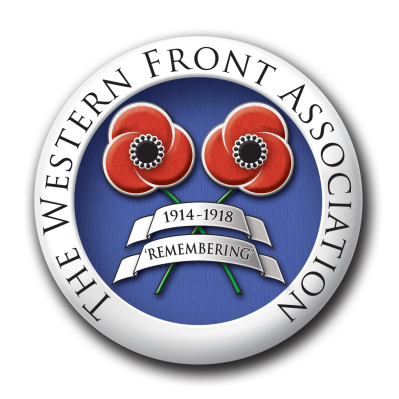 THE WESTERN FRONT ASSOCIATION
1914-1918
'REMEMBERING'